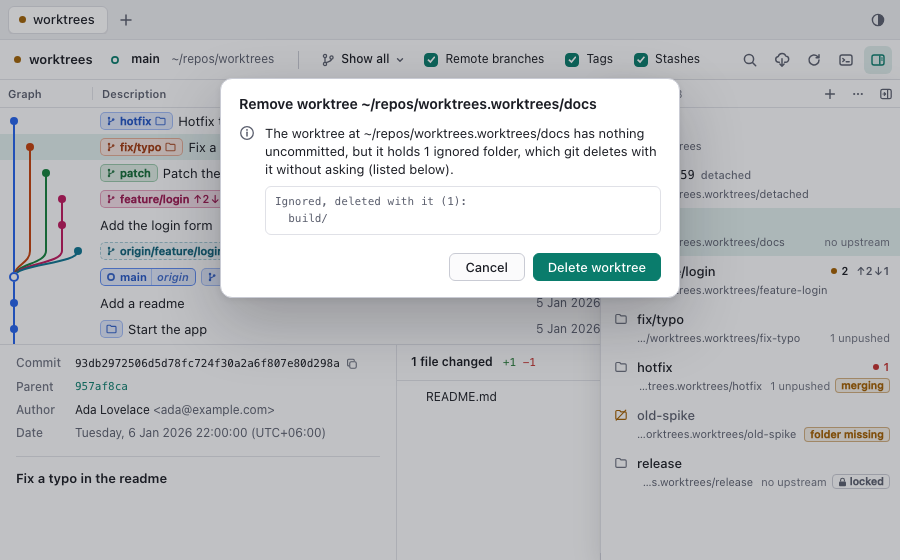 worktrees
worktrees main ~/repos/worktrees Show all Remote branches Tags Stashes
Graph Description
hotfix Hotfix
fix/typo Fix a
patch Patch the
feature/login ↑2↓
Add the login form
origin/feature/login
main origin
Add a readme 5 Jan 2026
Start the app 5 Jan 2026
Remove worktree ~/repos/worktrees.worktrees/docs
The worktree at ~/repos/worktrees.worktrees/docs has nothing
uncommitted, but it holds 1 ignored folder, which git deletes with
it without asking (listed below).
Ignored, deleted with it (1):
build/
Cancel Delete worktree
59 detached
rees.worktrees/detached
rees.worktrees/docs no upstream
/login 2 ↑2↓1
rees.worktrees/feature-login
fix/typo
.../worktrees.worktrees/fix-typo 1 unpushed
hotfix 1
...trees.worktrees/hotfix 1 unpushed merging
old-spike
...orktrees.worktrees/old-spike folder missing
release
...s.worktrees/release no upstream locked
Commit 93db2972506d5d78fc724f30a2a6f807e80d298a
Parent 957af8ca
Author Ada Lovelace <ada@example.com>
Date Tuesday, 6 Jan 2026 22:00:00 (UTC+06:00)
Fix a typo in the readme
1 file changed +1 −1
README.md